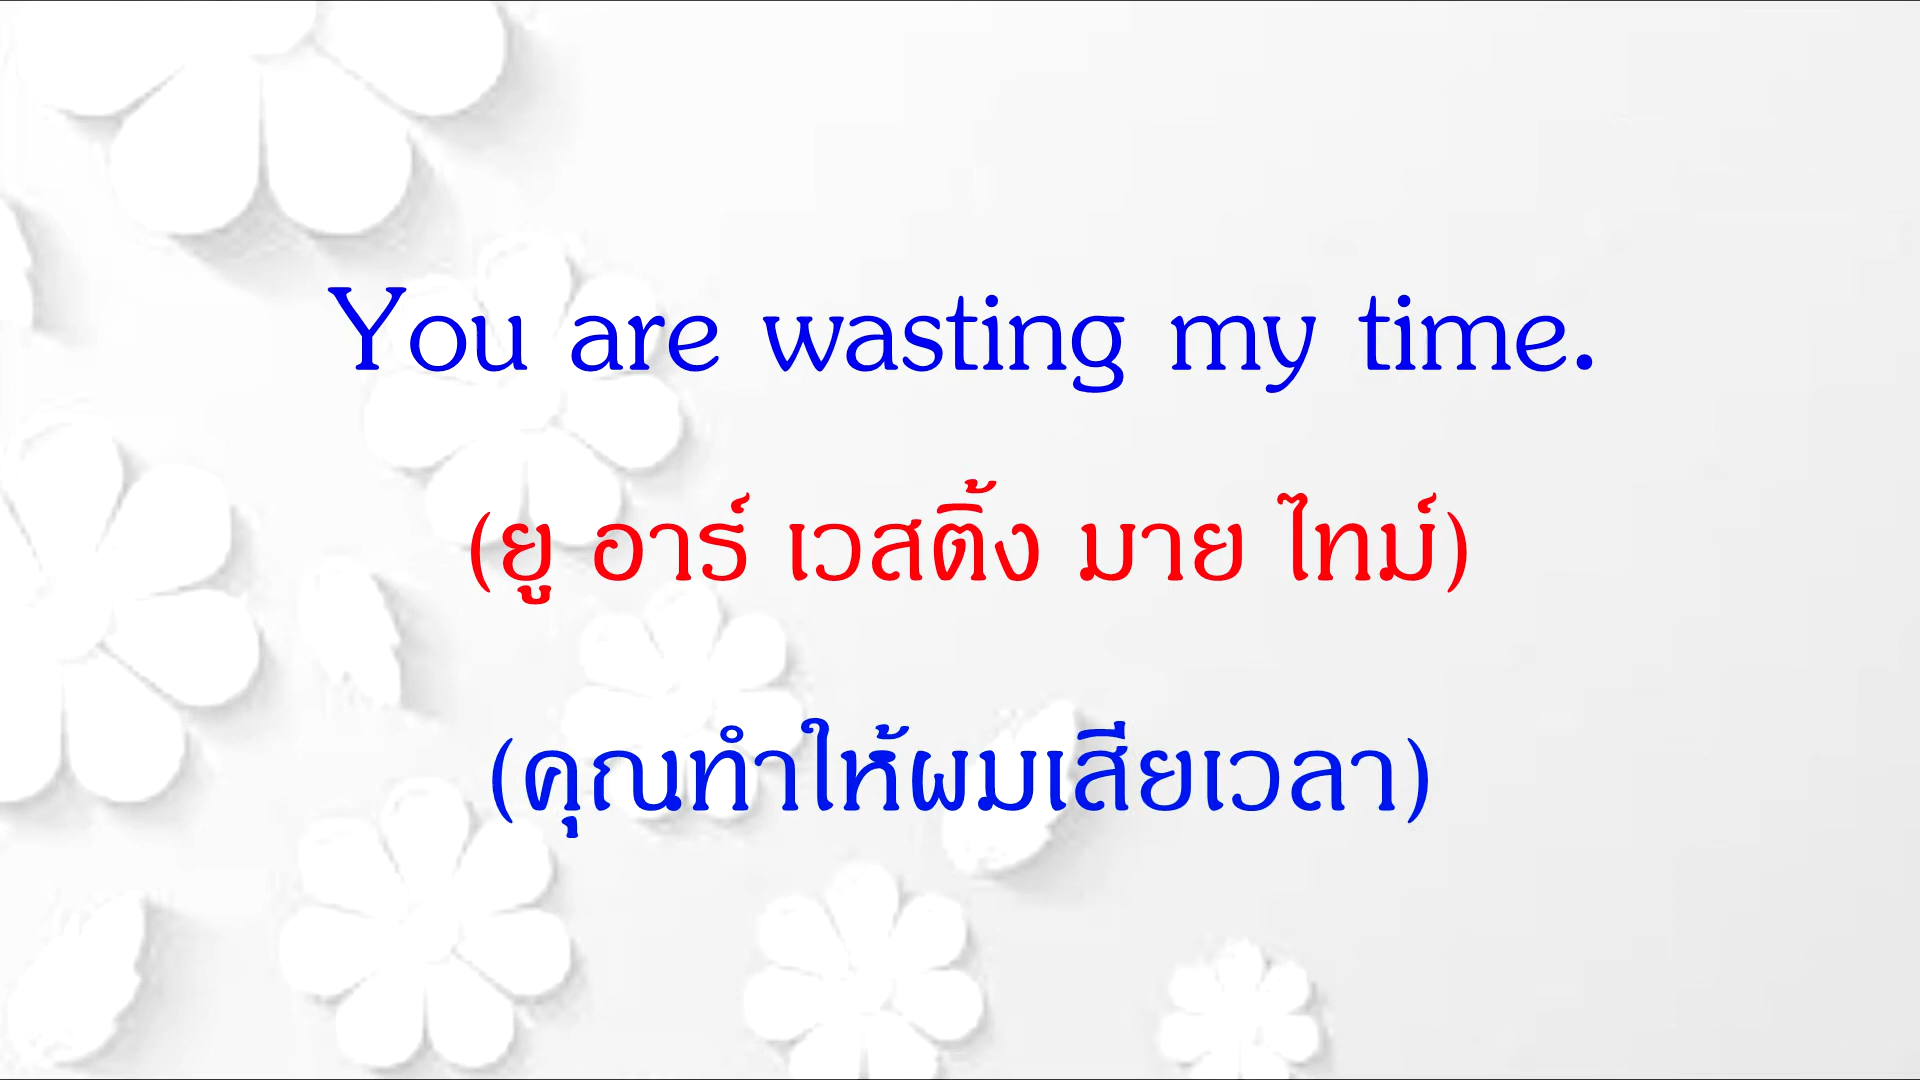 You are wasting my time.
(ยู อาร์ เวสติ้ง มาย ไทม์)
(คุณทำให้ผมเสียเวลา)